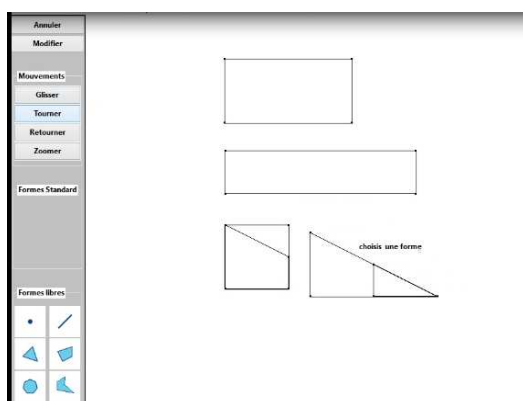 Annuler
Modifier
Mouvements
Glisser
Tourner
Retourner
Zoomer
Formes Standard
Formes libres
choisis une forme